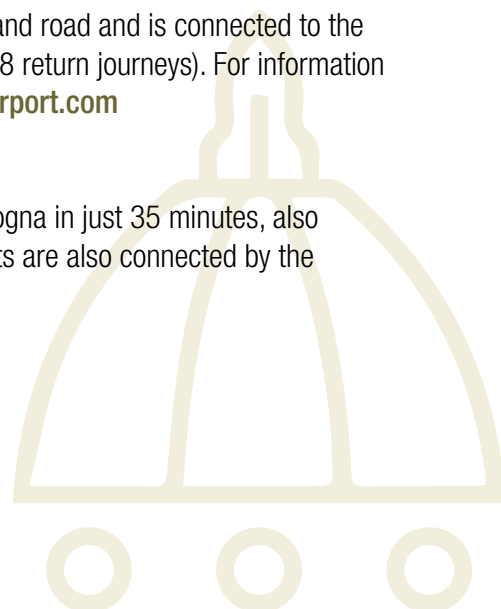 and road and is connected to the
8 return journeys). For information
rport.com
ogna in just 35 minutes, also
ts are also connected by the